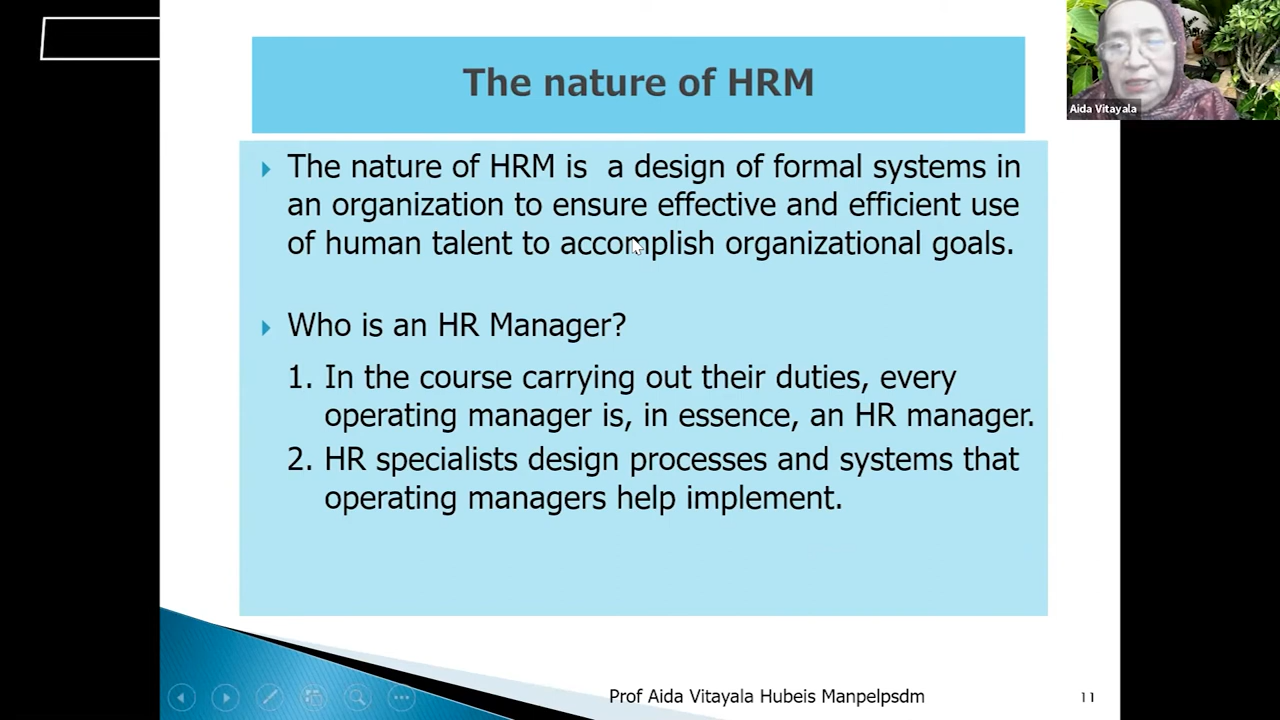 The nature of HRM
Aida Vitayala
The nature of HRM is a design of formal systems in
an organization to ensure effective and efficient use
of human talent to accomplish organizational goals.
Who is an HR Manager?
1. In the course carrying out their duties, every
operating manager is, in essence, an HR manager.
2. HR specialists design processes and systems that
operating managers help implement.
Prof Aida Vitayala Hubeis Manpelpsdm
11